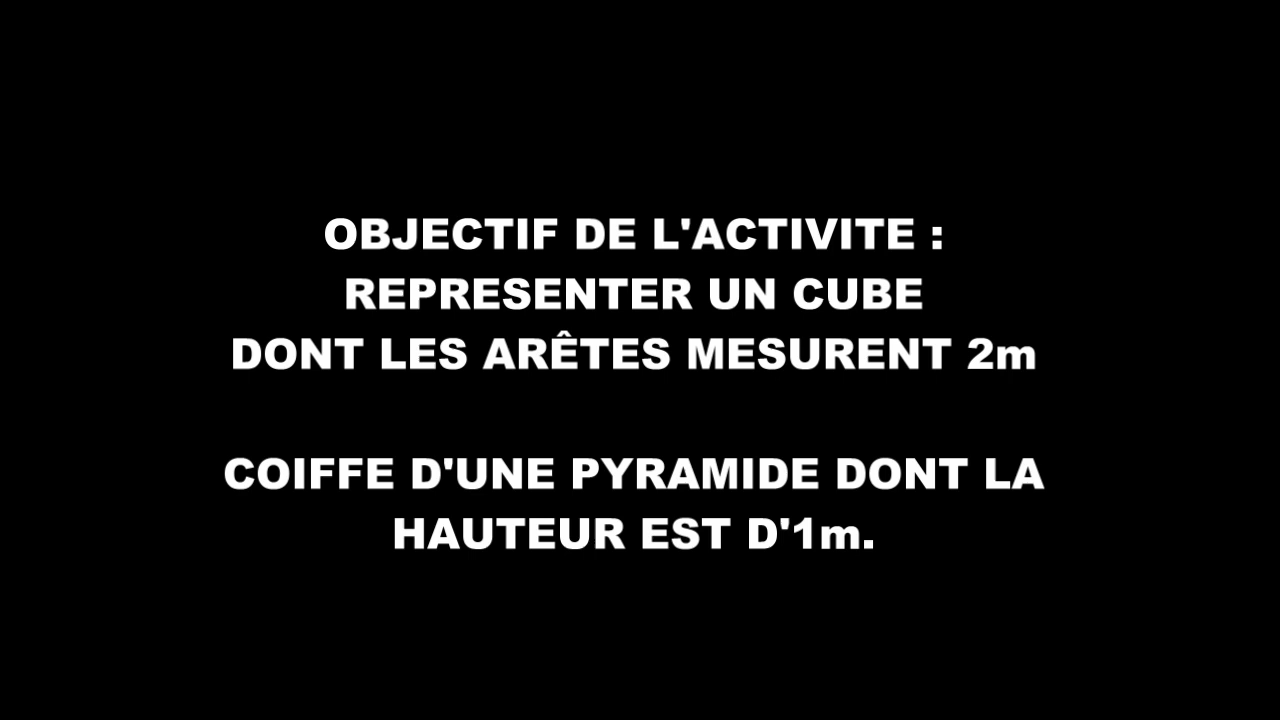 OBJECTIF DE L'ACTIVITE :
REPRESENTER UN CUBE
DONT LES ARÊTES MESURENT 2m
COIFFE D'UNE PYRAMIDE DONT LA
HAUTEUR EST D'1m.